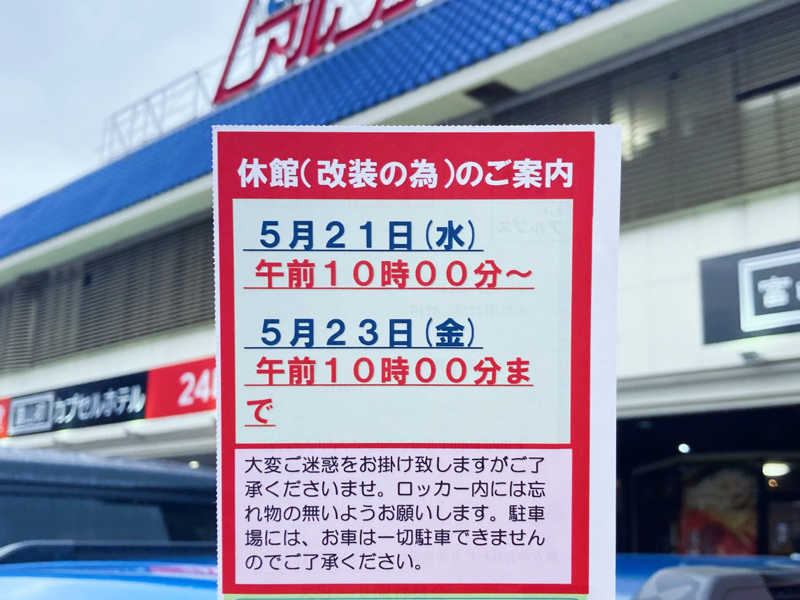 休館(改装の為)のご案内
5月21日(水)
午前10時00分～
5月23日(金)
午前10時00分ま
で
大変ご迷惑をお掛け致しますがご了
承くださいませ。ロッカー内には忘
れ物の無いようお願いします。駐車
場には、お車は一切駐車できません
のでご了承ください。
カプセルホテル
24